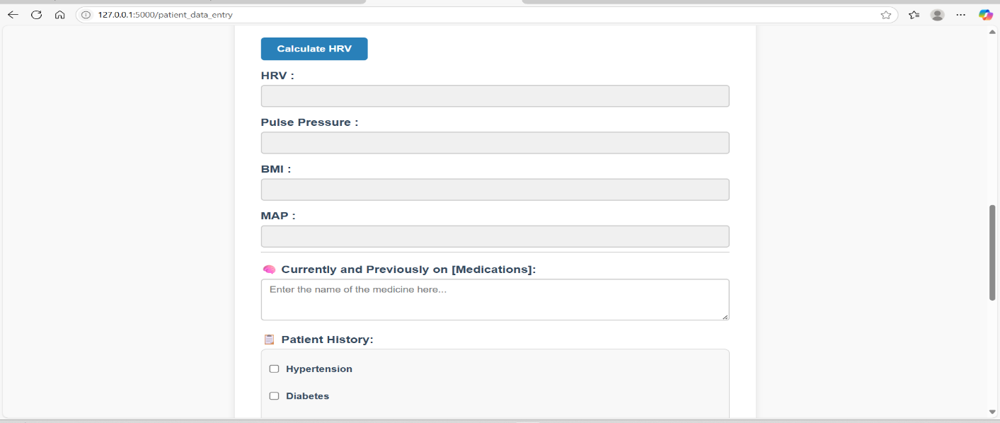 127.0.0.1:5000/patient_data_entry
Calculate HRV
HRV :
Pulse Pressure :
BMI :
MAP :
Currently and Previously on [Medications]:
Enter the name of the medicine here...
Patient History:
Hypertension
Diabetes